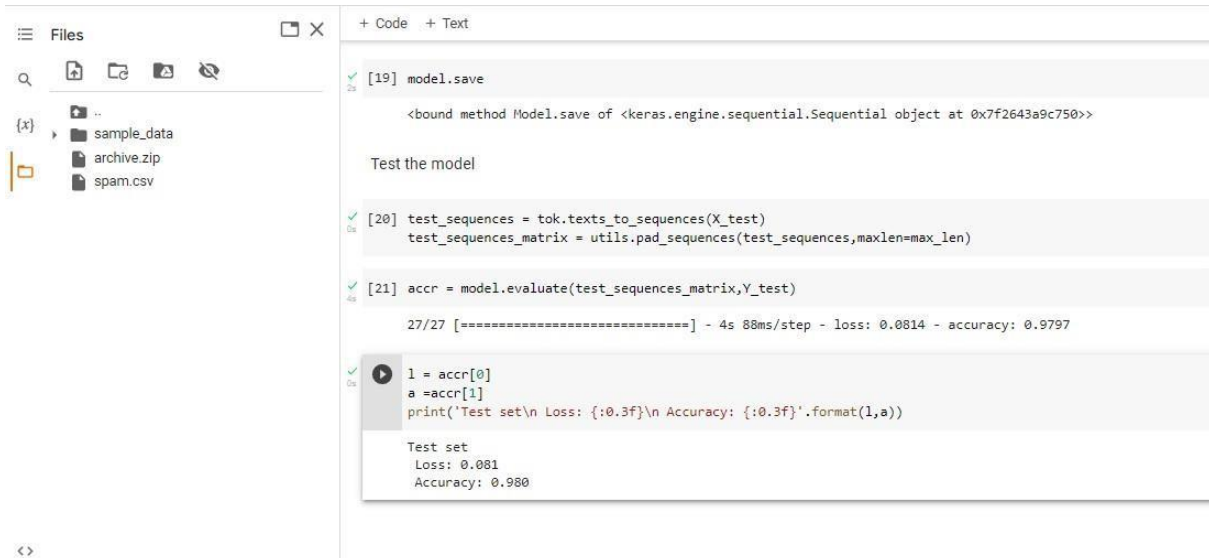 Files
+ Code + Text
{x}
..
sample_data
archive.zip
spam.csv
[19] model.save
2s
<bound method Model.save of <keras.engine.sequential.Sequential object at 0x7f2643a9c750>>
Test the model
[20] test_sequences = tok.texts_to_sequences(X_test)
0s
test_sequences_matrix = utils.pad_sequences(test_sequences,maxlen=max_len)
[21] accr = model.evaluate(test_sequences_matrix,Y_test)
4s
27/27 [==============================] - 4s 88ms/step - loss: 0.0814 - accuracy: 0.9797
0s
l = accr[0]
a =accr[1]
print('Test set\n Loss: {:0.3f}\n Accuracy: {:0.3f}'.format(l,a))
Test set
Loss: 0.081
Accuracy: 0.980
<>